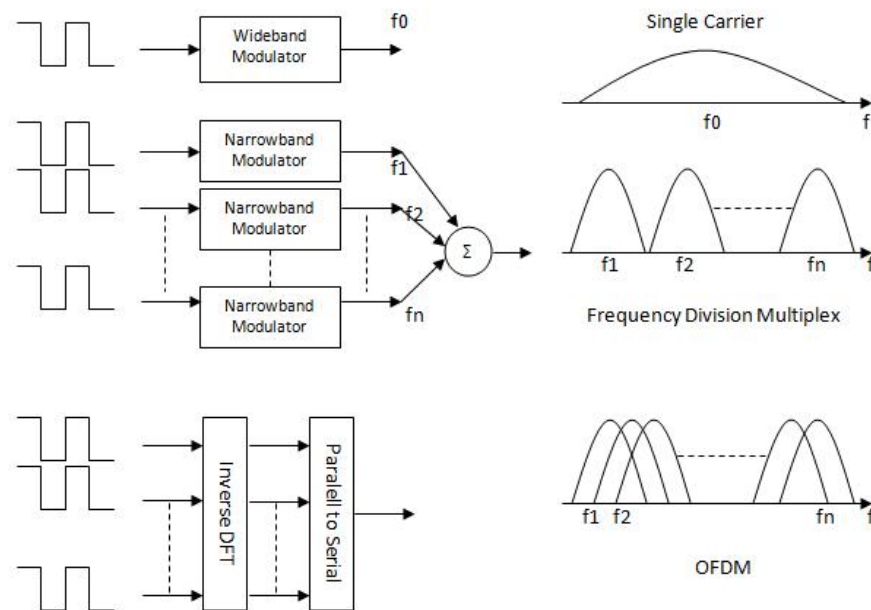 Wideband
Modulator
f0
Single Carrier
f0
f
Narrowband
Modulator
f1
Narrowband
Modulator
f2
Narrowband
Modulator
fn
Σ
f1
f2
fn
f
Frequency Division Multiplex
Inverse DFT
Paralell to Serial
f1
f2
fn
f
OFDM